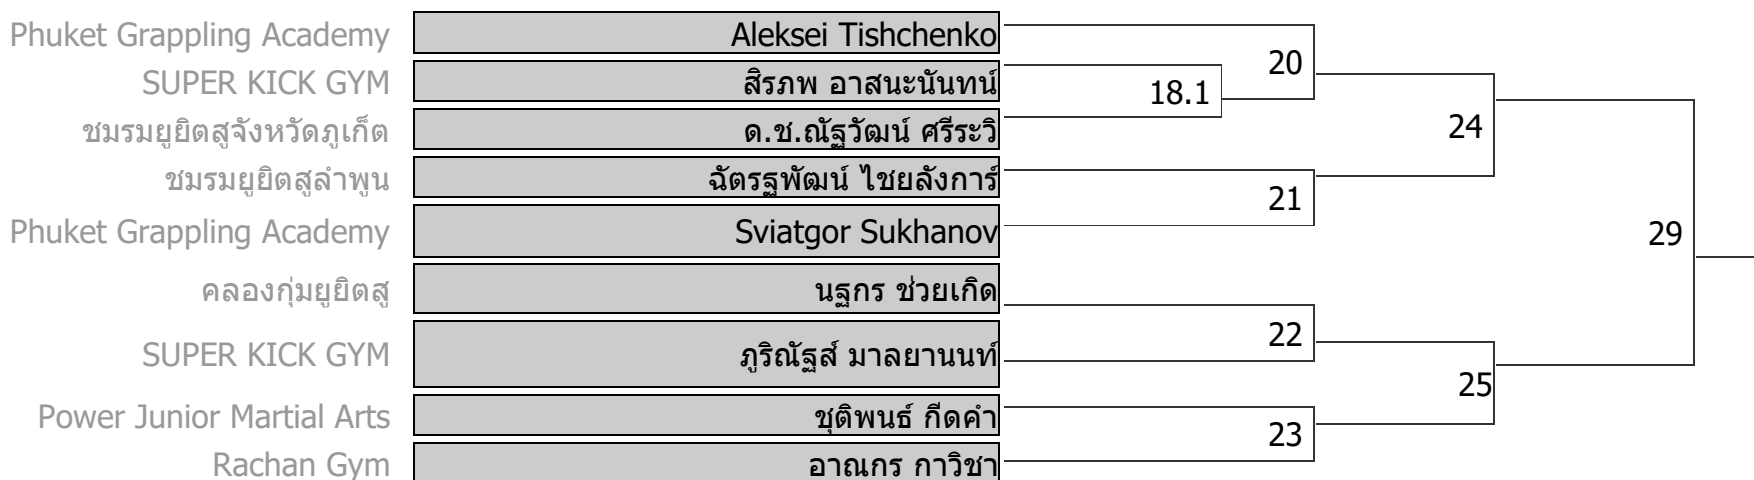 Phuket Grappling Academy Aleksei Tishchenko
20
SUPER KICK GYM สิรภพ อาสนะนันทน์
18.1
ชมรมยูยิตสูจังหวัดภูเก็ต ด.ช.ณัฐวัฒน์ ศรีระวิ
24
ชมรมยูยิตสูลำพูน ฉัตรฐพัฒน์ ไชยลังการ์
21
Phuket Grappling Academy Sviatgor Sukhanov
29
คลองกุ่มยูยิตสู นฐกร ช่วยเกิด
22
SUPER KICK GYM ภูริณัฐส์ มาลยานนท์
25
Power Junior Martial Arts ชุติพนธ์ กีดคำ
23
Rachan Gym อาณกร กาวิชา